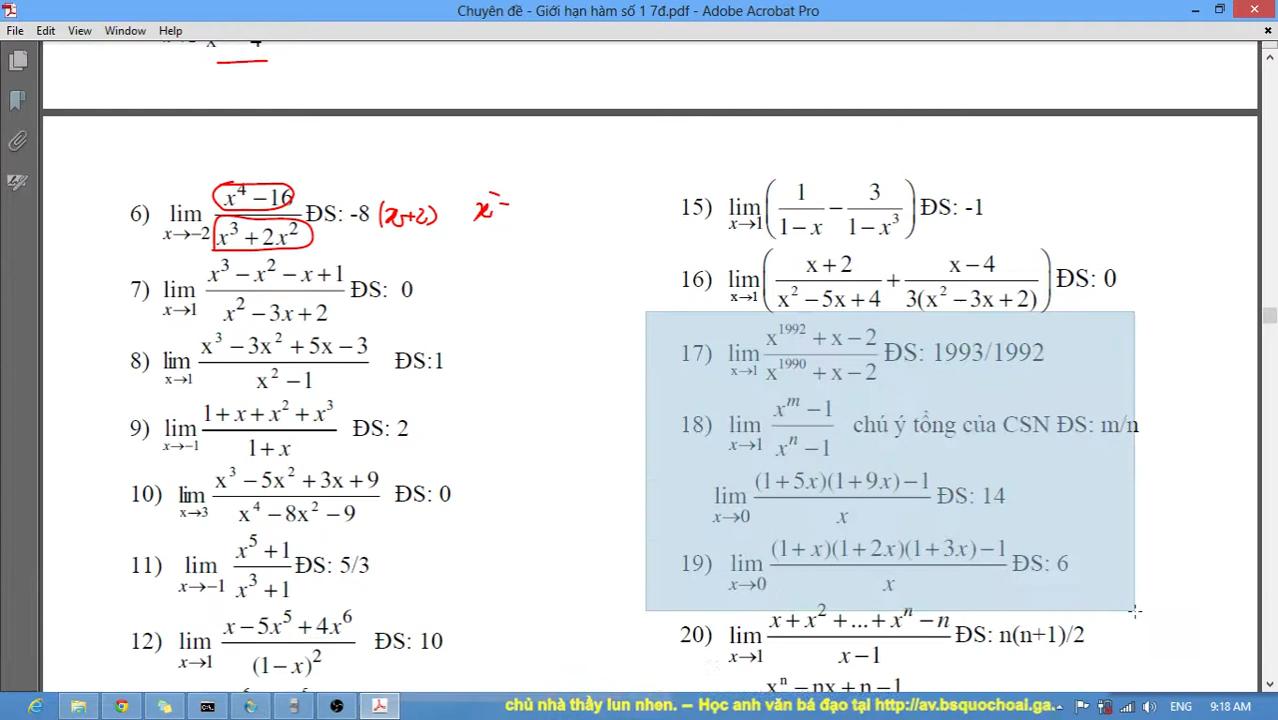 Chuyên đề - Giới hạn hàm số 1 7đ.pdf - Adobe Acrobat Pro
File Edit View Window Help
6) lim x→-2 (x^4 - 16)/(x^3 + 2x^2) ĐS: -8 (x+2) x =
7) lim x→1 (x^3 - x^2 - x + 1)/(x^2 - 3x + 2) ĐS: 0
8) lim x→1 (x^3 - 3x^2 + 5x - 3)/(x^2 - 1) ĐS:1
9) lim x→-1 (1 + x + x^2 + x^3)/(1 + x) ĐS: 2
10) lim x→3 (x^3 - 5x^2 + 3x + 9)/(x^4 - 8x^2 - 9) ĐS: 0
11) lim x→-1 (x^5 + 1)/(x^3 + 1) ĐS: 5/3
12) lim x→1 (x - 5x^5 + 4x^6)/(1 - x)^2 ĐS: 10
15) lim x→1 (1/(1 - x) - 3/(1 - x^3)) ĐS: -1
16) lim x→1 ((x + 2)/(x^2 - 5x + 4) + (x - 4)/(3(x^2 - 3x + 2))) ĐS: 0
17) lim x→1 (x^1992 + x - 2)/(x^1990 + x - 2) ĐS: 1993/1992
18) lim x→1 (x^m - 1)/(x^n - 1) chú ý tổng của CSN ĐS: m/n
lim x→0 ((1 + 5x)(1 + 9x) - 1)/x ĐS: 14
19) lim x→0 ((1 + x)(1 + 2x)(1 + 3x) - 1)/x ĐS: 6
20) lim x→1 (x + x^2 + ... + x^n - n)/(x - 1) ĐS: n(n+1)/2
x^n - nx + n - 1
chủ nhà thầy lun nhen. -- Học anh văn bá đạo tại http://av.bsquochoai.ga.
ENG 9:18 AM